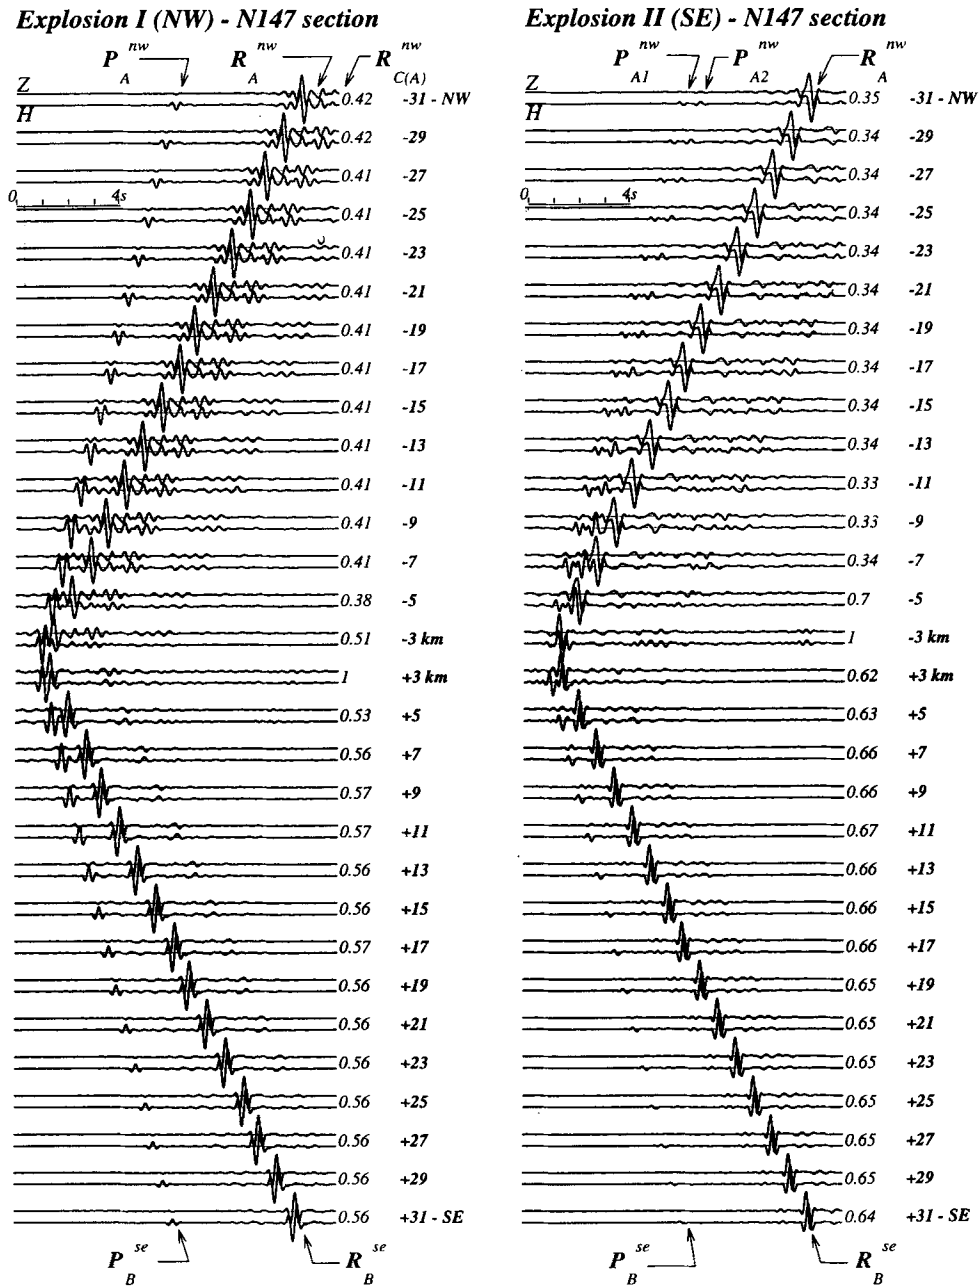 Explosion I (NW) - N147 section Explosion II (SE) - N147 section
P nw A R nw A R nw C(A) P nw A1 P nw A2 R nw A
Z
H 0.42 -31 - NW Z
H 0.35 -31 - NW
0.42 -29 0.34 -29
0.41 -27 0.34 -27
0 4s 0.41 -25 0 4s 0.34 -25
0.41 -23 0.34 -23
0.41 -21 0.34 -21
0.41 -19 0.34 -19
0.41 -17 0.34 -17
0.41 -15 0.34 -15
0.41 -13 0.34 -13
0.41 -11 0.33 -11
0.41 -9 0.33 -9
0.41 -7 0.34 -7
0.38 -5 0.7 -5
0.51 -3 km 1 -3 km
1 +3 km 0.62 +3 km
0.53 +5 0.63 +5
0.56 +7 0.66 +7
0.57 +9 0.66 +9
0.57 +11 0.67 +11
0.56 +13 0.66 +13
0.56 +15 0.66 +15
0.57 +17 0.66 +17
0.56 +19 0.65 +19
0.56 +21 0.65 +21
0.56 +23 0.65 +23
0.56 +25 0.65 +25
0.56 +27 0.65 +27
0.56 +29 0.65 +29
0.56 +31 - SE 0.64 +31 - SE
P se B R se B P se B R se B